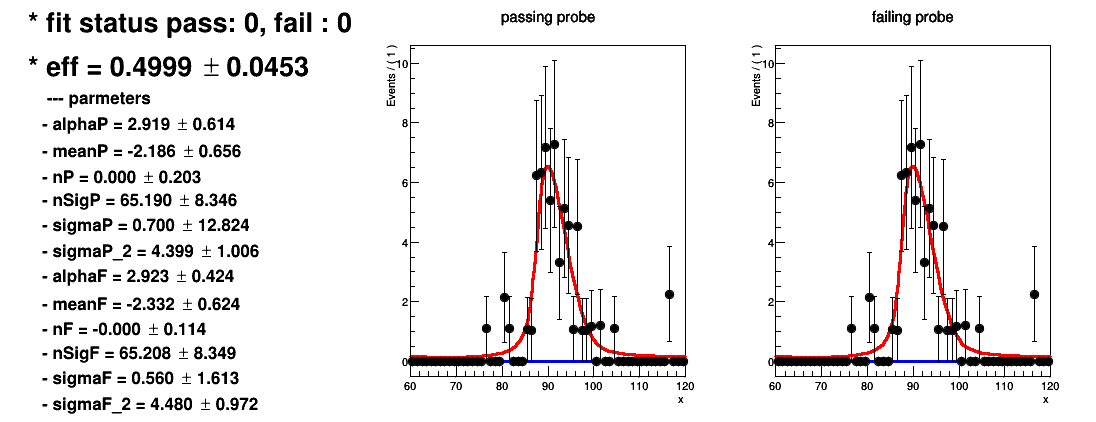 * fit status pass: 0, fail : 0
* eff = 0.4999 ± 0.0453
--- parmeters
- alphaP = 2.919 ± 0.614
- meanP = -2.186 ± 0.656
- nP = 0.000 ± 0.203
- nSigP = 65.190 ± 8.346
- sigmaP = 0.700 ± 12.824
- sigmaP_2 = 4.399 ± 1.006
- alphaF = 2.923 ± 0.424
- meanF = -2.332 ± 0.624
- nF = -0.000 ± 0.114
- nSigF = 65.208 ± 8.349
- sigmaF = 0.560 ± 1.613
- sigmaF_2 = 4.480 ± 0.972
passing probe
Events / ( 1 )
10
8
6
4
2
0
60 70 80 90 100 110 120
x
failing probe
Events / ( 1 )
10
8
6
4
2
0
60 70 80 90 100 110 120
x